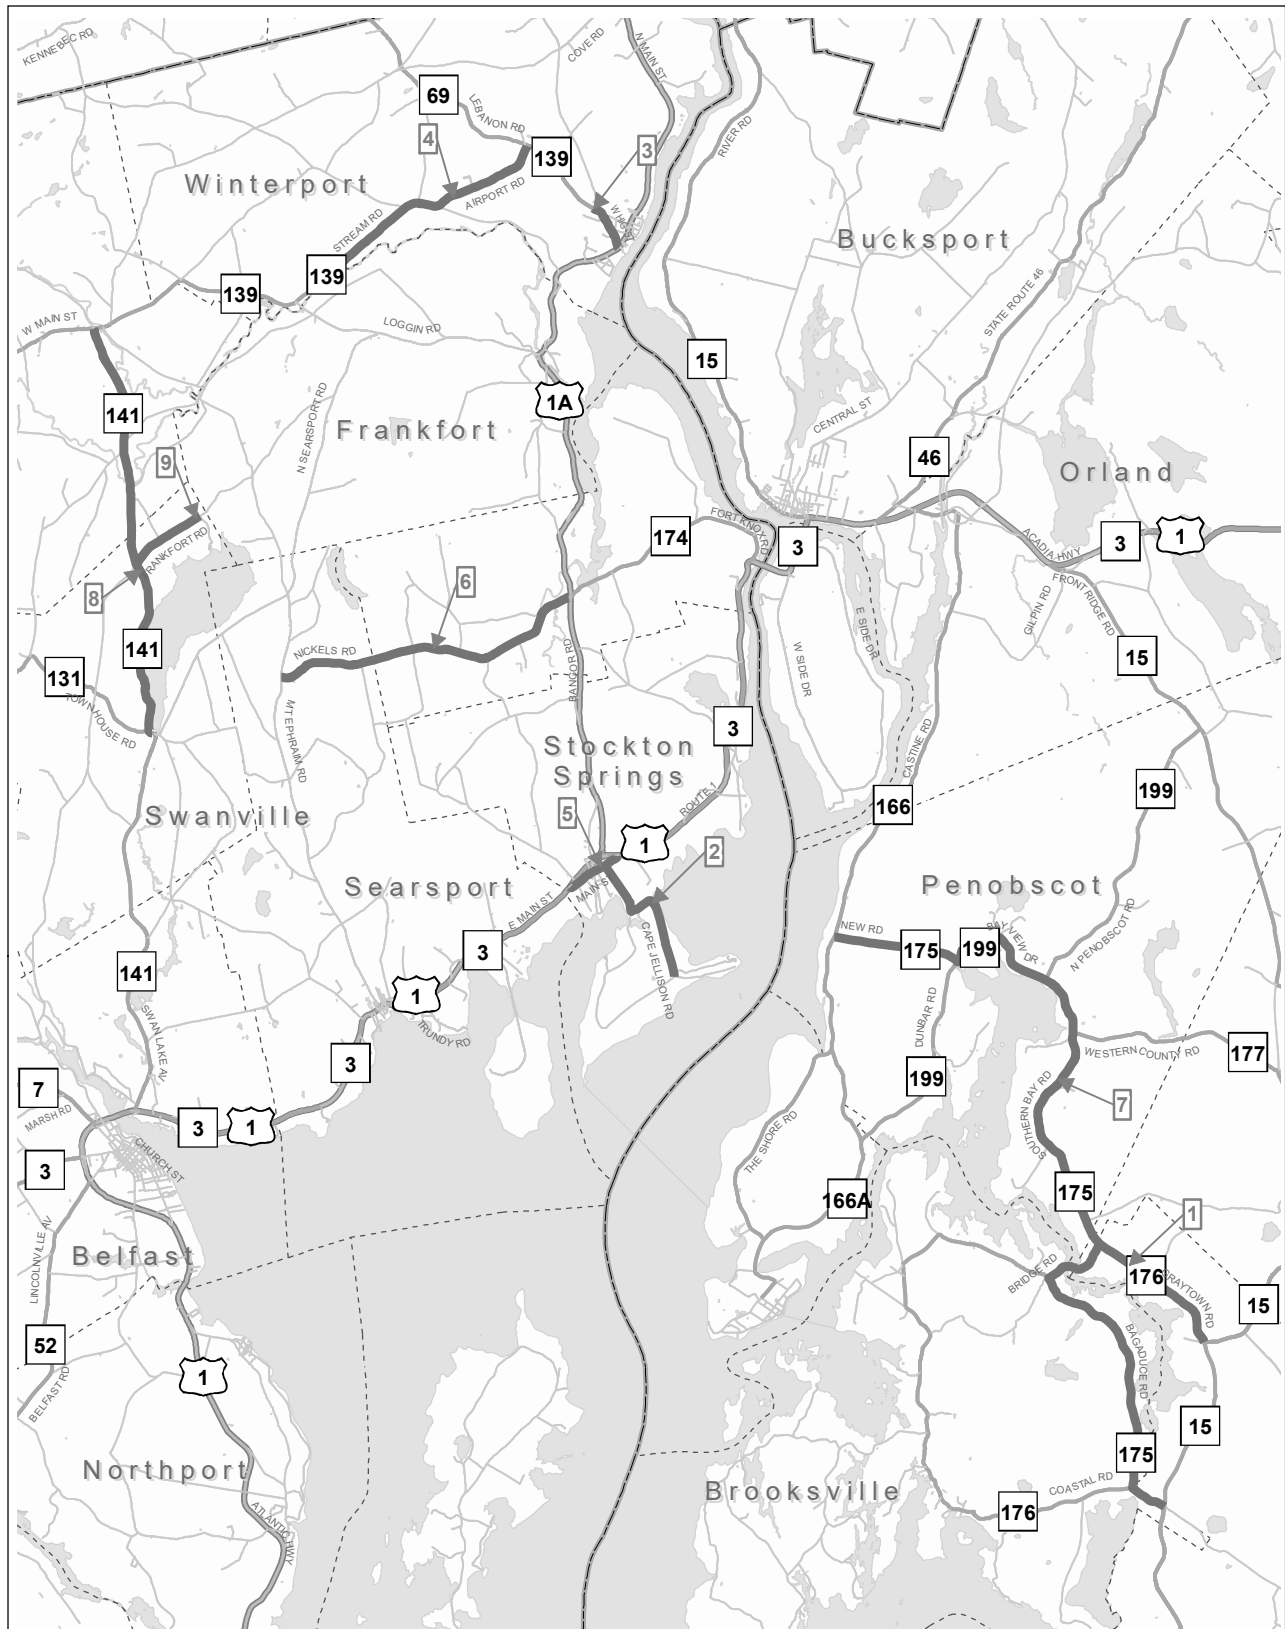 KENNEBEC RD
COVE RD
N MAIN ST
69
LEBANON RD
4
139
3
RIVER RD
Winterport
AIRPORT RD
STREAM RD
Bucksport
139
139
STATE ROUTE 46
W MAIN ST
LOGGIN RD
15
N SEARSPORT RD
1A
141
CENTRAL ST
Frankfort
9
46
Orland
FORT KNOX RD
174
3
ACADIA HWY
3
1
RANKFORT RD
8
6
FRONT RIDGE RD
GILPIN RD
E SIDE DR
141
NICKELS RD
BANGOR RD
W SIDE DR
15
131
TOWN HOUSE RD
MT EPHRAIM RD
3
CASTINE RD
Stockton
Springs
199
ROUTE 1
166
Swanville
5
1
2
Searsport
Penobscot
MAIN S
E MAIN ST
CAPE JELLISON RD
NEW RD
175
199
BAY VIEW DR
N PENOBSCOT RD
3
141
1
SWAN LAKE AV
TRUNDY RD
DUNBAR RD
WESTERN COUNTY RD
177
3
7
199
SOUTHERN BAY RD
7
MARSH RD
3
1
CHURCH ST
THE SHORE RD
3
166A
175
1
LINCOLNVILLE AV
Belfast
BRIDGE RD
176
GRAYTOWN RD
15
52
BAGADUCE RD
1
BELFAST RD
15
175
Northport
Brooksville
COASTAL RD
176
ATLANTIC HWY